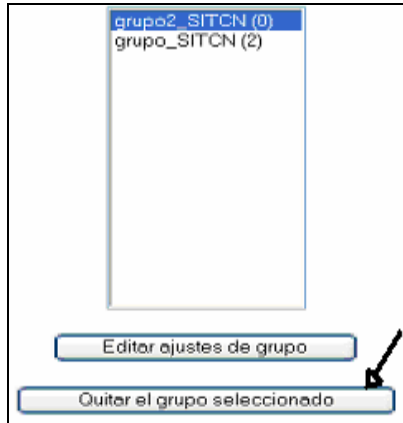 grupo2_SITCN (0)
grupo_SITCN (2)
Editar ajustes de grupo
Quitar el grupo seleccionado